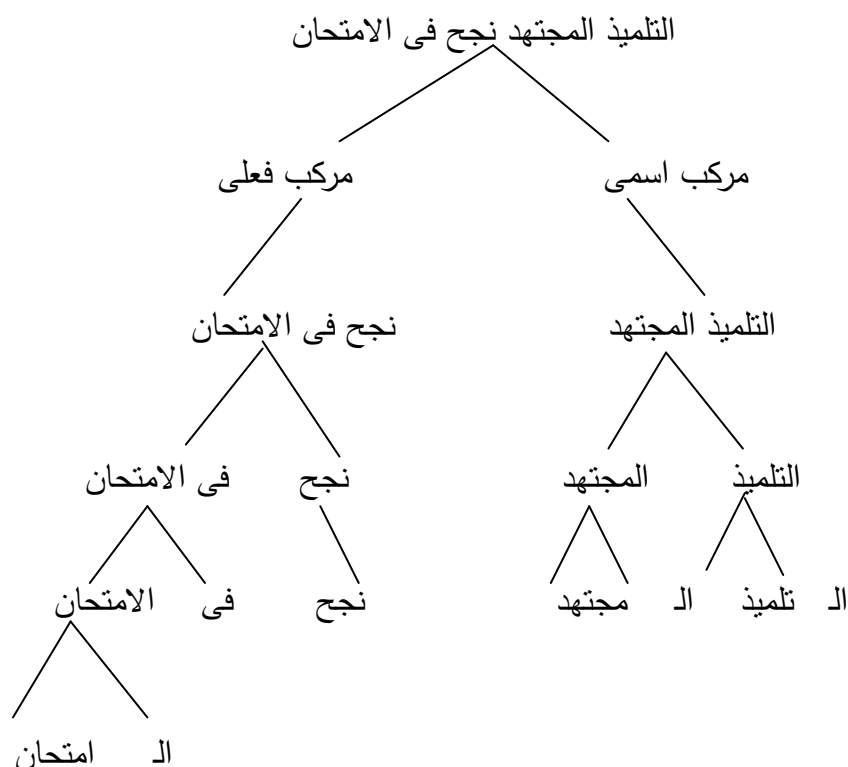 التلميذ المجتهد نجح فى الامتحان
مركب اسمى مركب فعلى
التلميذ المجتهد نجح فى الامتحان
التلميذ المجتهد نجح فى الامتحان
الـ تلميذ الـ مجتهد نجح فى الامتحان
الـ امتحان